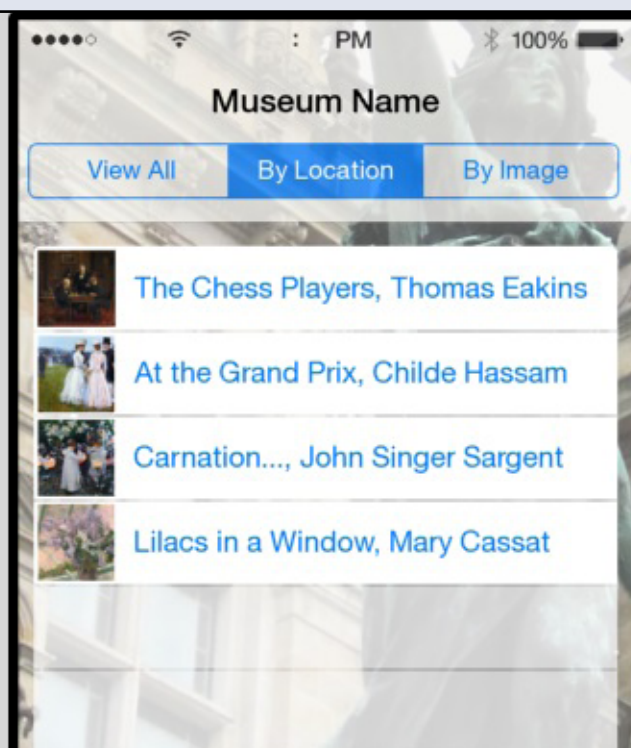 : PM 100%
Museum Name
View All By Location By Image
The Chess Players, Thomas Eakins
At the Grand Prix, Childe Hassam
Carnation..., John Singer Sargent
Lilacs in a Window, Mary Cassat